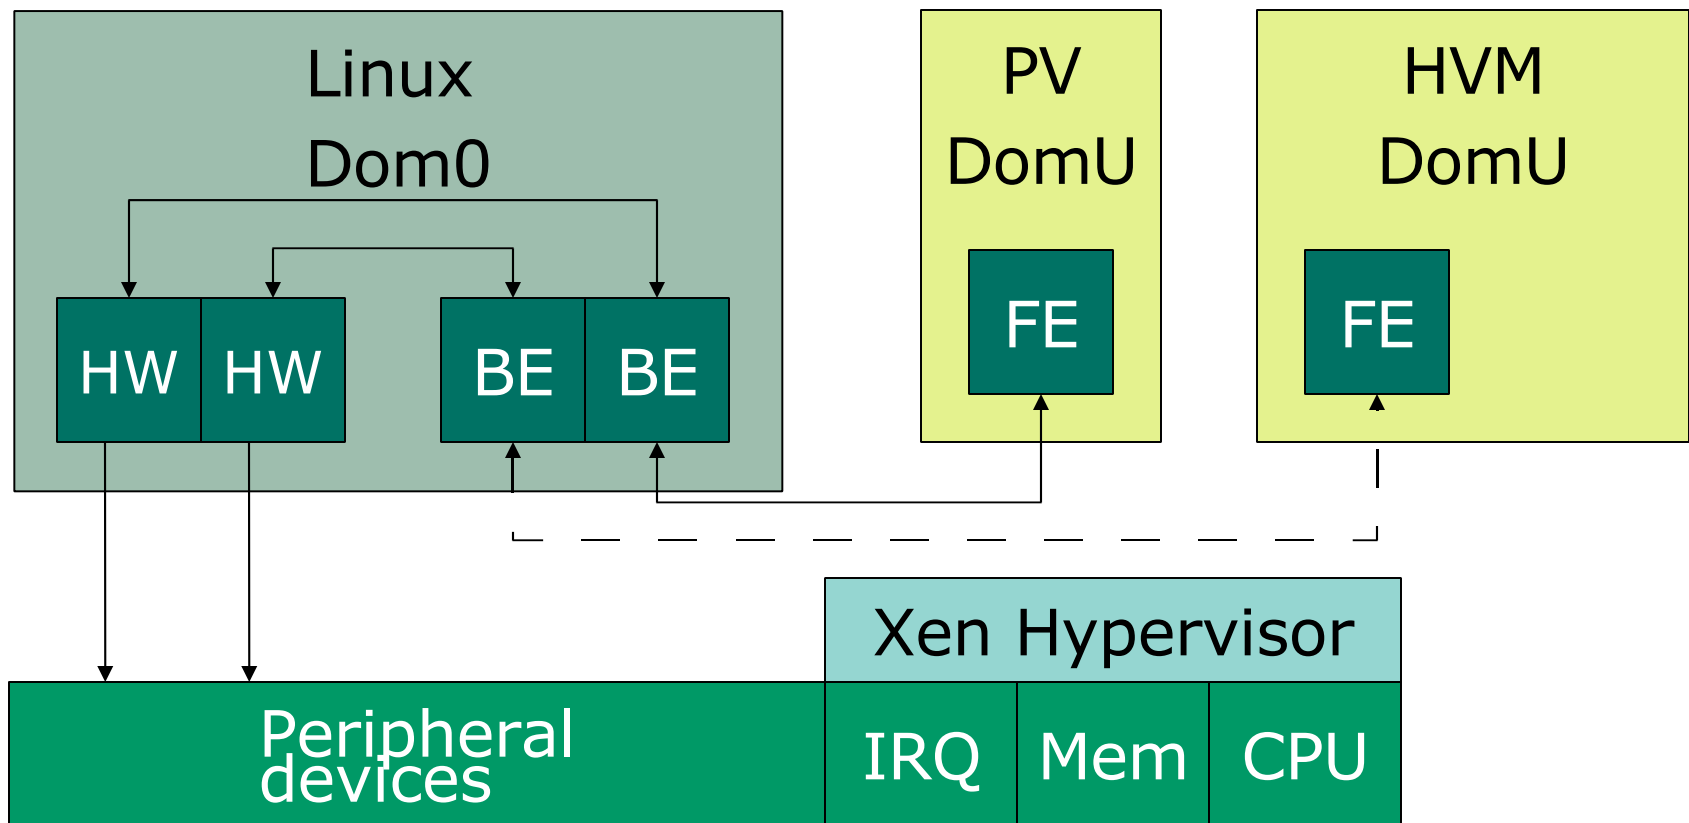 Linux
Dom0
PV
DomU
HVM
DomU
HW
HW
BE
BE
FE
FE
Xen Hypervisor
Peripheral
devices
IRQ
Mem
CPU